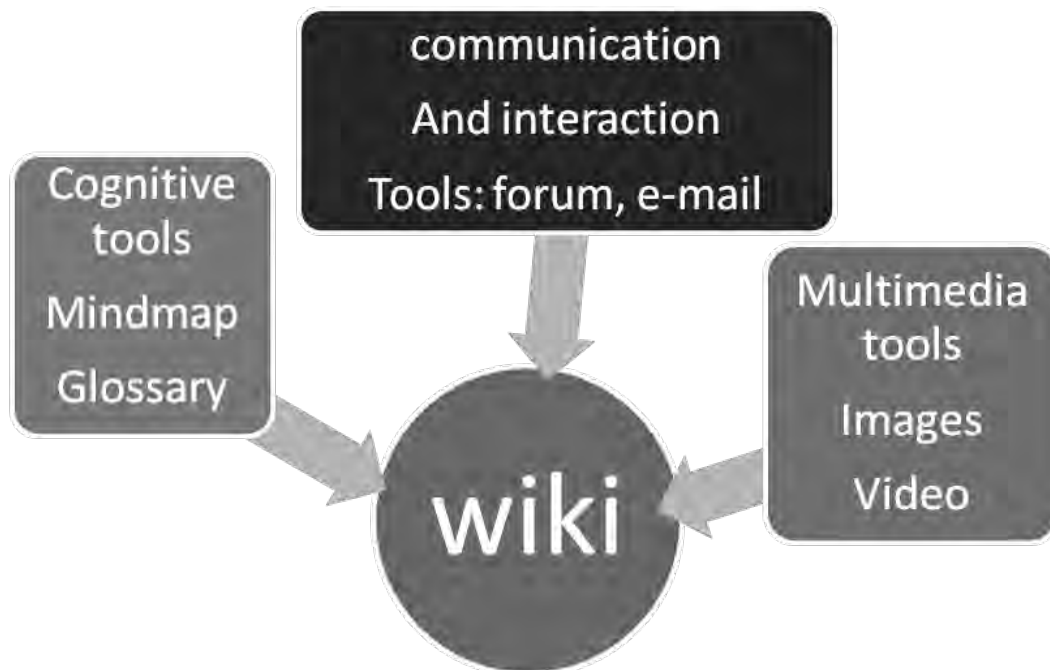 communication
And interaction
Tools: forum, e-mail
Cognitive
tools
Mindmap
Glossary
Multimedia
tools
Images
Video
wiki